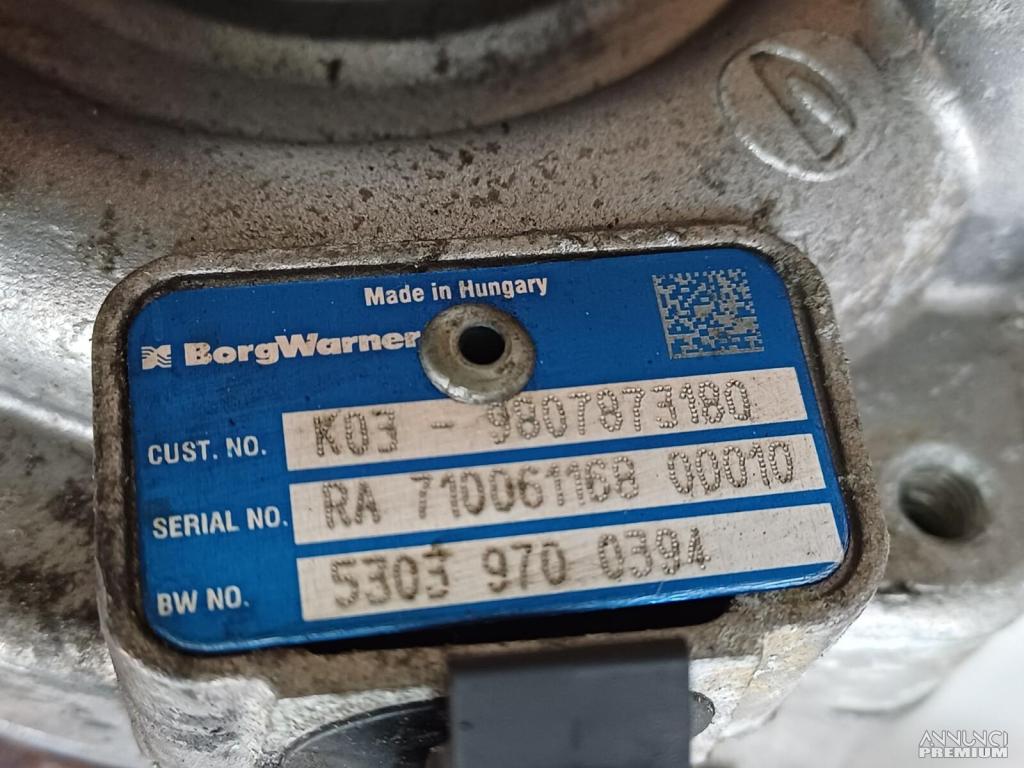 Made in Hungary
BorgWarner
CUST. NO. K03 - 9807873180
SERIAL NO. RA 710061168 00010
BW NO. 5303 970 0394
ANNUNCI
PREMIUM